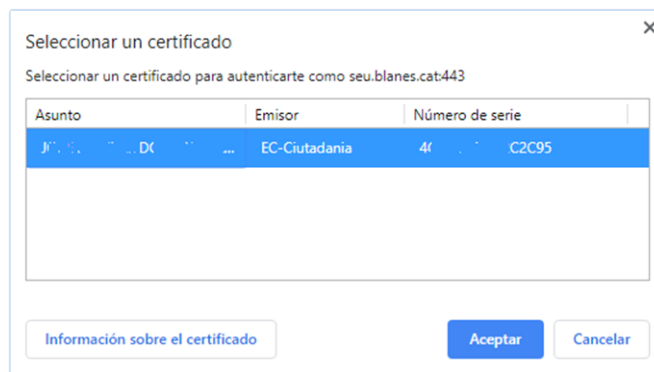 Seleccionar un certificado
Seleccionar un certificado para autenticarte como seu.blanes.cat:443
Asunto Emisor Número de serie
... EC-Ciutadania C2C95
Información sobre el certificado Aceptar Cancelar